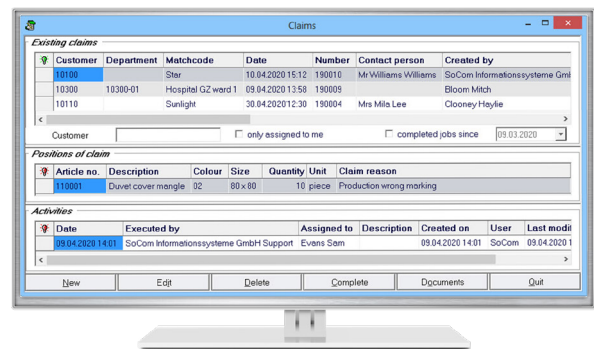 Claims
Existing claims
Customer Department Matchcode Date Number Contact person Created by
10100 Star 10.04.2020 15:12 190010 Mr Williams Williams SoCom Informationssysteme Gml
10300 10300-01 Hospital GZ ward 1 09.04.2020 13:58 190009 Bloom Mitch
10110 Sunlight 30.04.2020 12:30 190004 Mrs Mila Lee Clooney Haylie
Customer only assigned to me completed jobs since 09.03.2020
Positions of claim
Article no. Description Colour Size Quantity Unit Claim reason
110001 Duvet cover mangle 02 80 x 80 10 piece Production wrong marking
Activities
Date Executed by Assigned to Description Created on User Last modif
09.04.2020 14:01 SoCom Informationssysteme GmbH Support Evans Sam 09.04.2020 14:01 SoCom 09.04.2020 1
New Edit Delete Complete Documents Quit